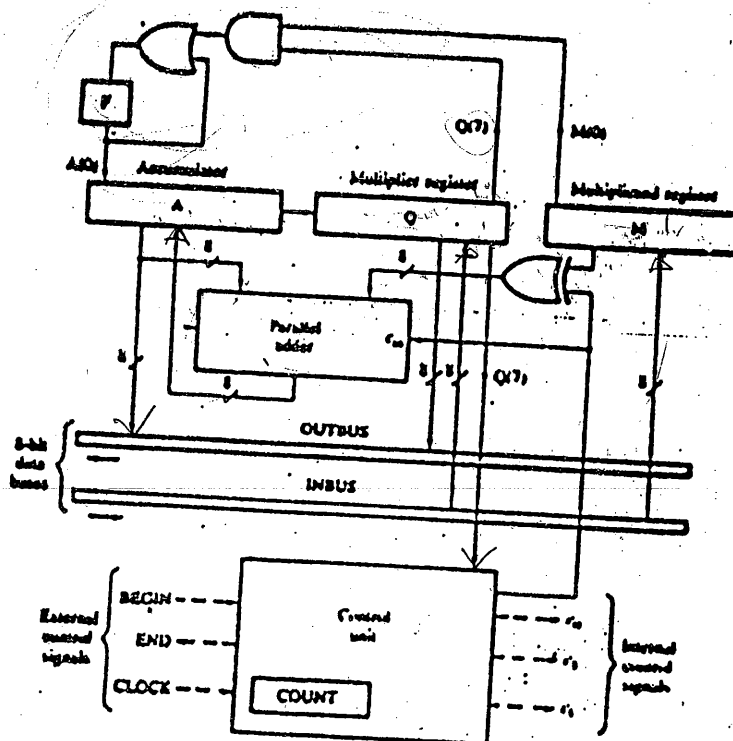 F
Q(7)
M(0)
A(0)
Accumulator
Multiplier register
Multiplicand register
A
Q
M
8
8
Parallel
adder
c in
8
8
8
Q(7)
8
8
OUTBUS
8-bit
data
buses
INBUS
BEGIN
External
control
signals
END
CLOCK
Control
unit
COUNT
Internal
control
signals